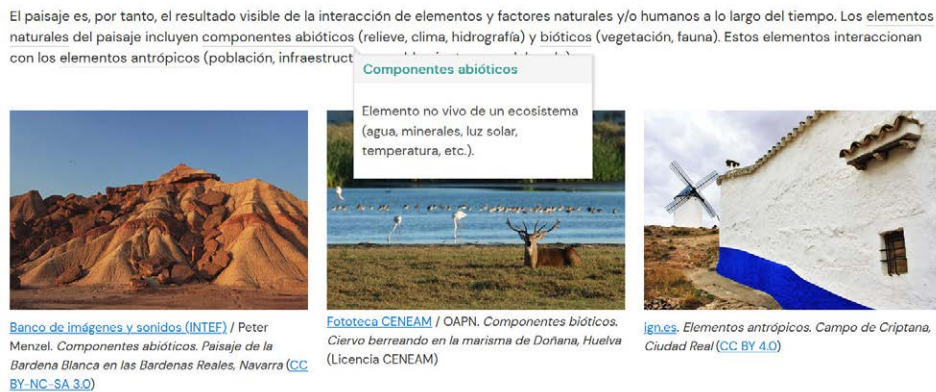 El paisaje es, por tanto, el resultado visible de la interacción de elementos y factores naturales y/o humanos a lo largo del tiempo. Los elementos
naturales del paisaje incluyen componentes abióticos (relieve, clima, hidrografía) y bióticos (vegetación, fauna). Estos elementos interaccionan
con los elementos antrópicos (población,
Componentes abióticos
Elemento no vivo de un ecosistema
(agua, minerales, luz solar,
temperatura, etc.).
Banco de imágenes y sonidos (INTEF) / Peter
Menzel. Componentes abióticos. Paisaje de la
Bardena Blanca en las Bardenas Reales, Navarra (CC
BY-NC-SA 3.0)
Fototeca CENEAM / OAPN. Componentes bióticos.
Ciervo berreando en la marisma de Doñana, Huelva
(Licencia CENEAM)
ign.es. Elementos antrópicos. Campo de Criptana,
Ciudad Real (CC BY 4.0)